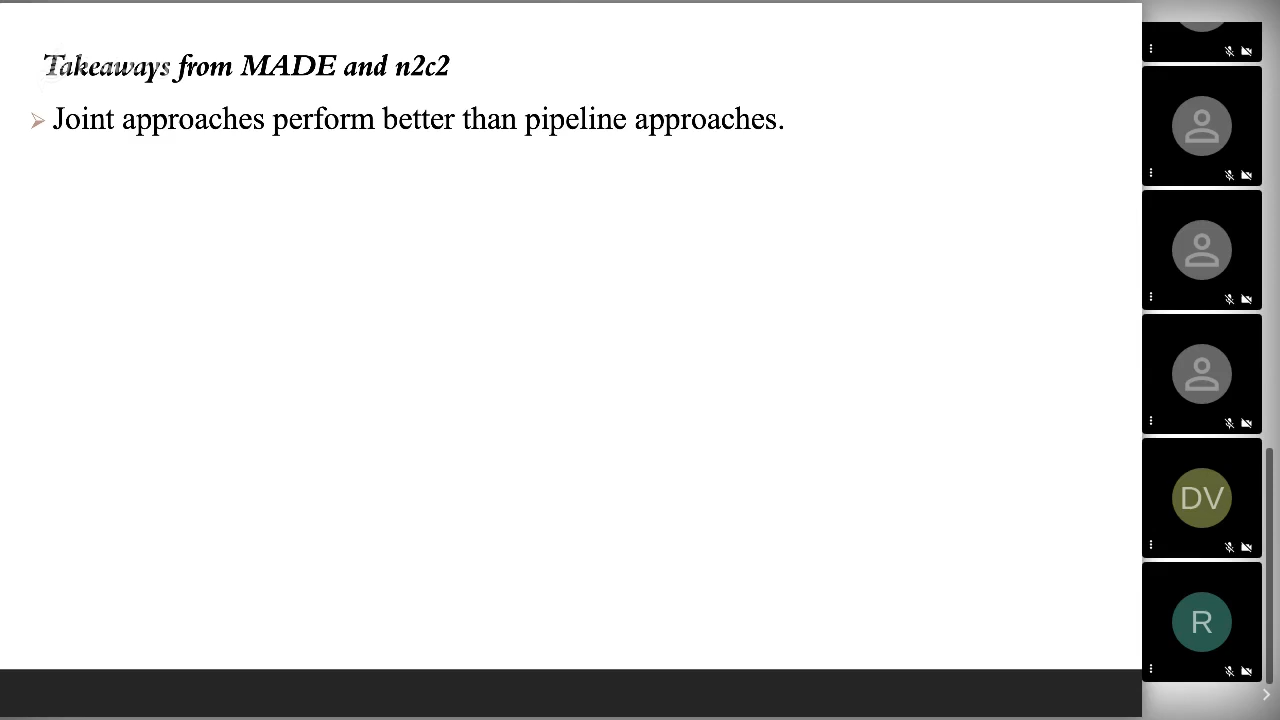 Takeaways from MADE and n2c2
Joint approaches perform better than pipeline approaches.
DV
R